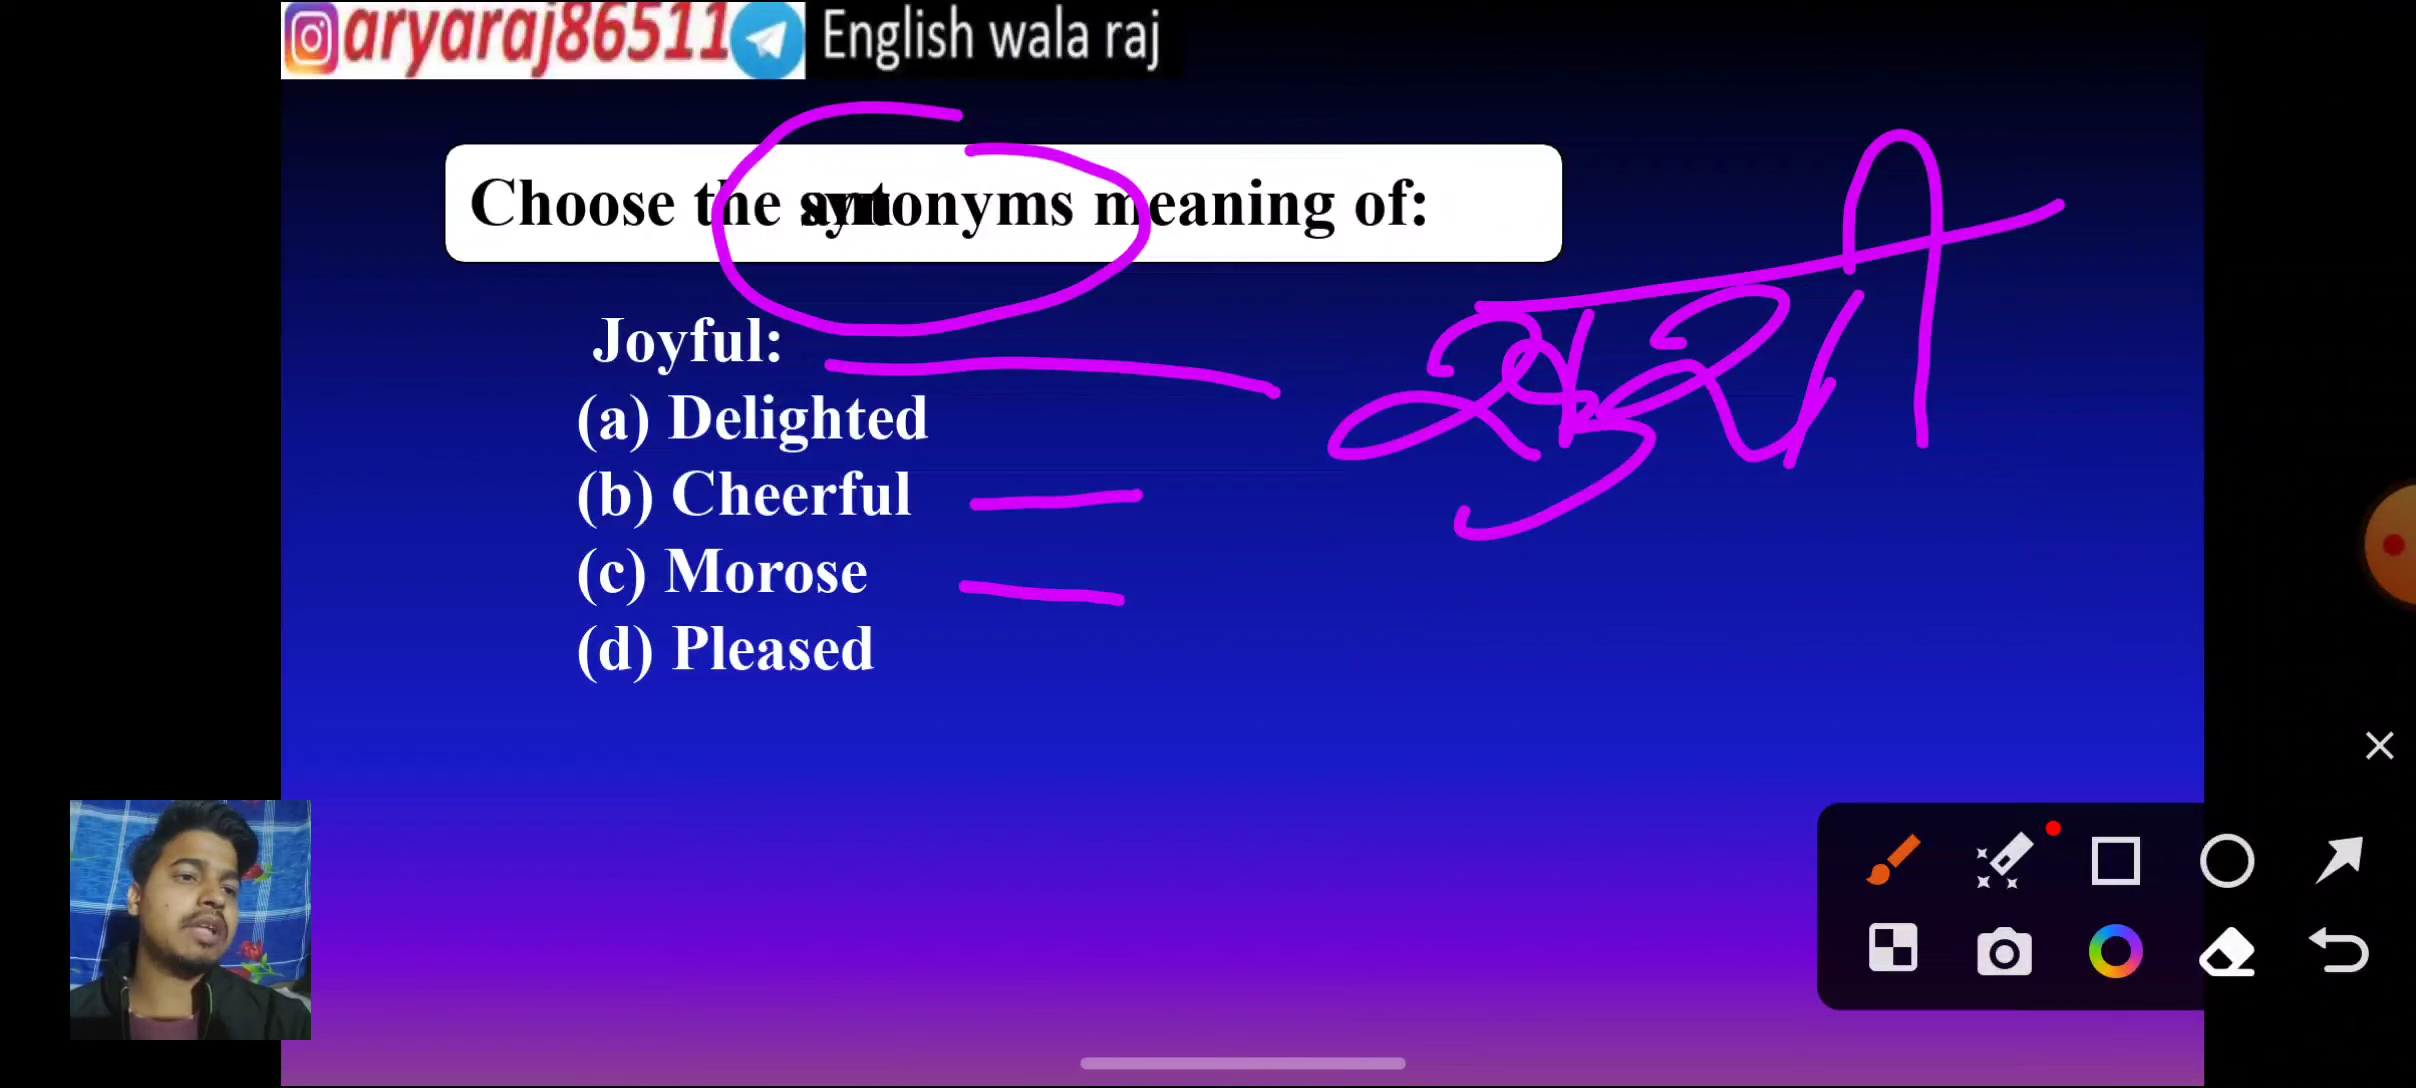 aryaraj86511 English wala raj
Choose the antonyms meaning of:
Joyful:
खुशी
(a) Delighted
(b) Cheerful
(c) Morose
(d) Pleased